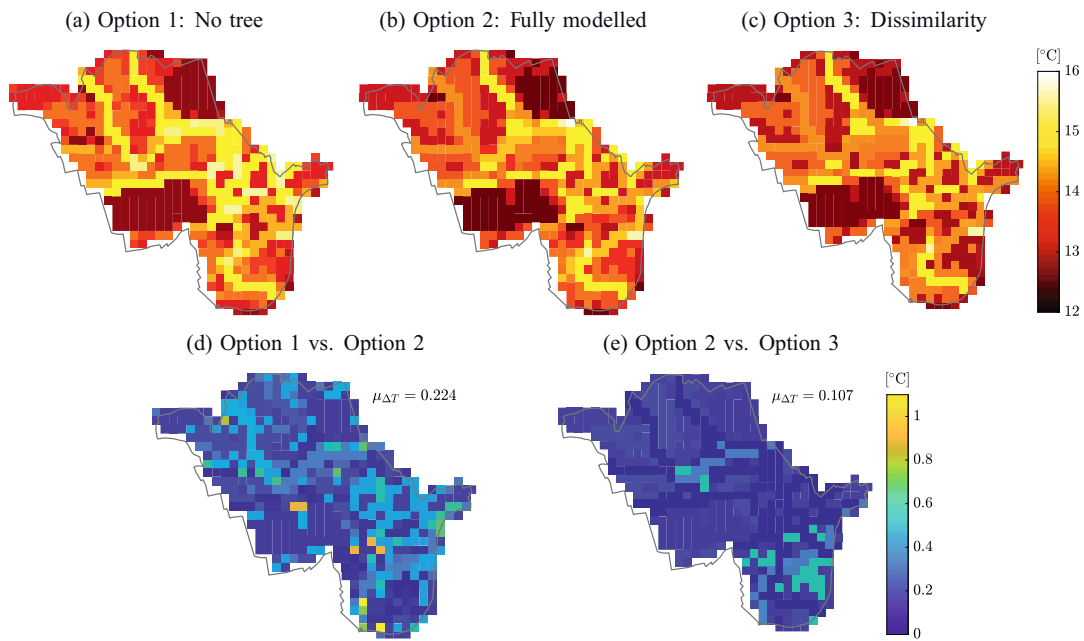 (a) Option 1: No tree
(b) Option 2: Fully modelled
(c) Option 3: Dissimilarity
[°C]
16
15
14
13
12
(d) Option 1 vs. Option 2
(e) Option 2 vs. Option 3
μΔT = 0.224
μΔT = 0.107
[°C]
1
0.8
0.6
0.4
0.2
0